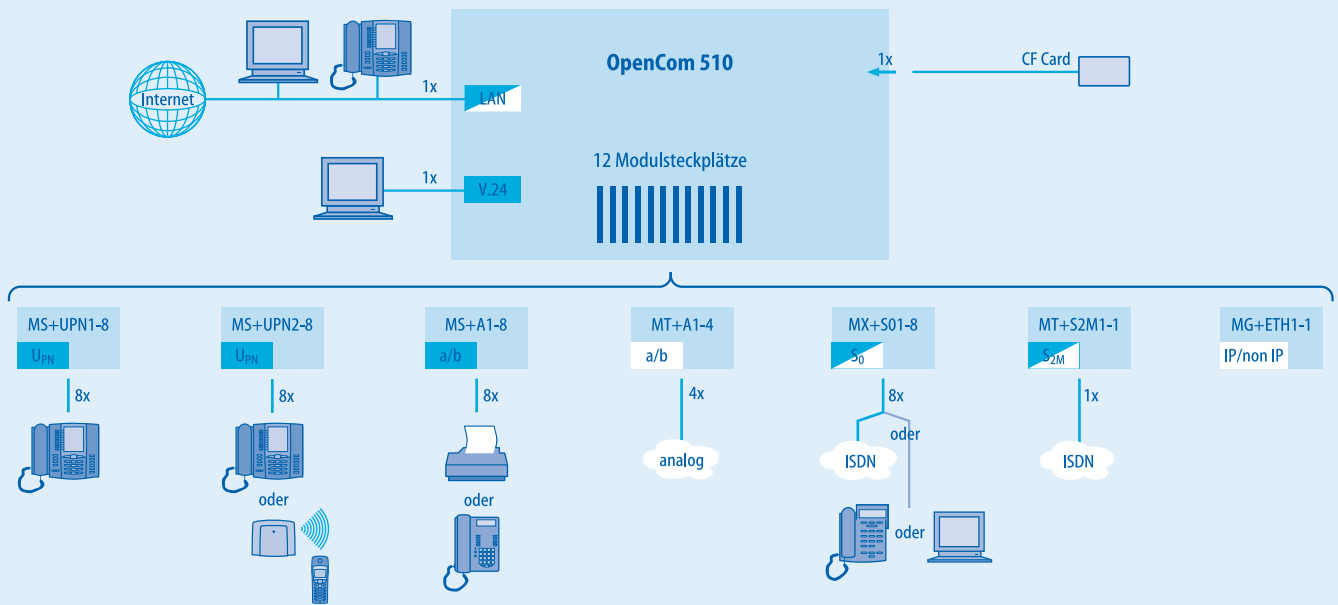 OpenCom 510
1x
CF Card
Internet
1x
LAN
12 Modulsteckplätze
1x
V.24
MS+UPN1-8
UPN
8x
MS+UPN2-8
UPN
8x
oder
MS+A1-8
a/b
8x
oder
MT+A1-4
a/b
4x
analog
MX+S01-8
S0
8x
oder
ISDN
oder
MT+S2M1-1
S2M
1x
ISDN
MG+ETH1-1
IP/non IP